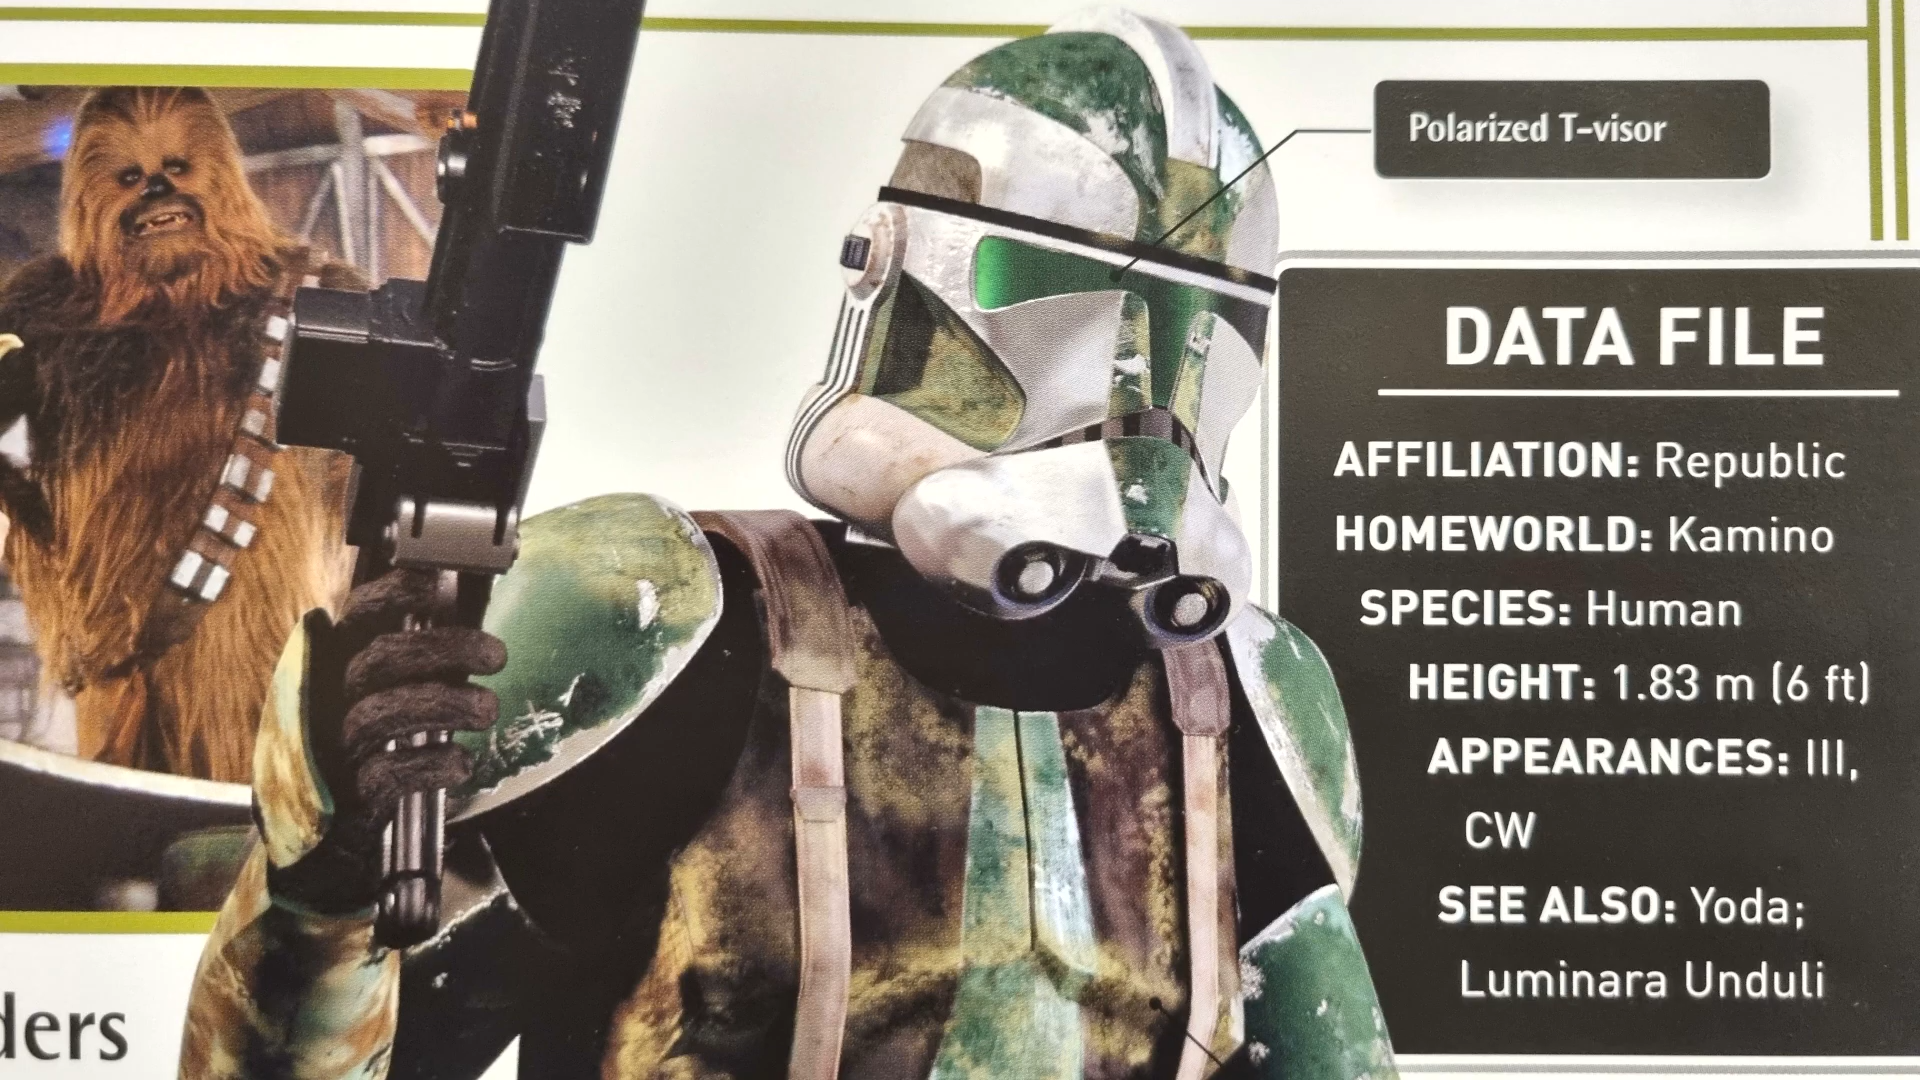 Polarized T-visor
DATA FILE
AFFILIATION: Republic
HOMEWORLD: Kamino
SPECIES: Human
HEIGHT: 1.83 m (6 ft)
APPEARANCES: III,
CW
SEE ALSO: Yoda;
Luminara Unduli
ders